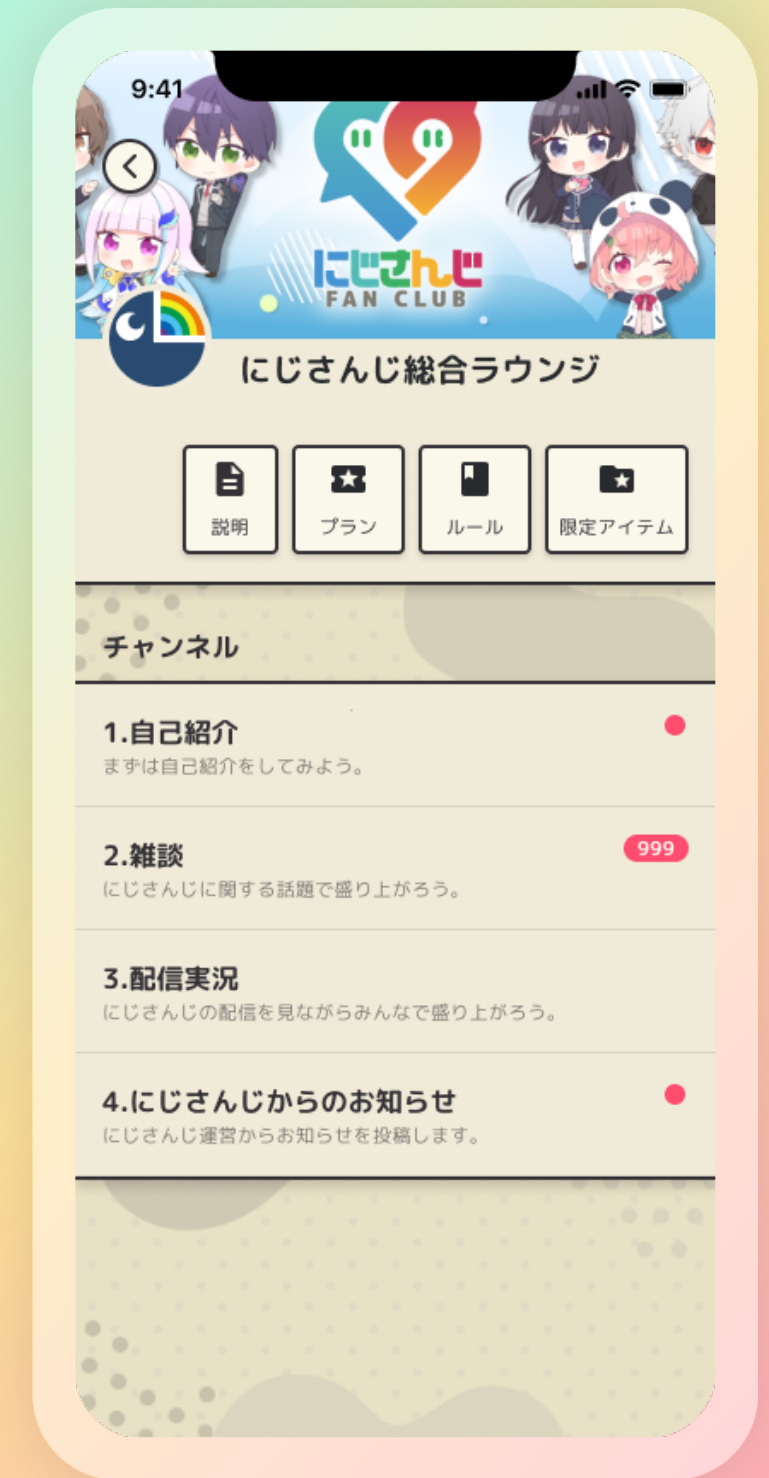 9:41
にじさんじ
FAN CLUB
にじさんじ総合ラウンジ
説明
プラン
ルール
限定アイテム
チャンネル
1.自己紹介
まずは自己紹介をしてみよう。
2.雑談
999
にじさんじに関する話題で盛り上がろう。
3.配信実況
にじさんじの配信を見ながらみんなで盛り上がろう。
4.にじさんじからのお知らせ
にじさんじ運営からお知らせを投稿します。